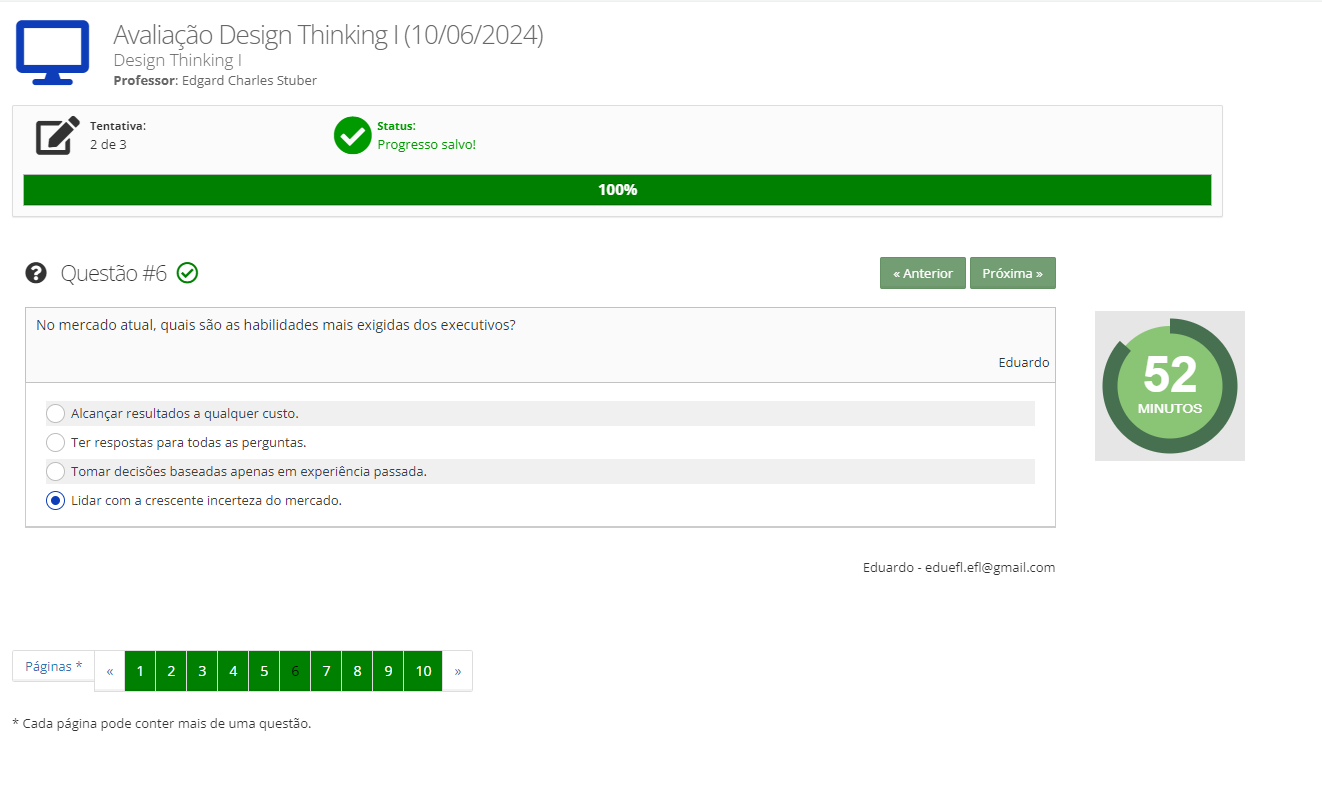 Avaliação Design Thinking I (10/06/2024)
Design Thinking I
Professor: Edgard Charles Stuber
Tentativa:
2 de 3
Status:
Progresso salvo!
100%
Questão #6
« Anterior
Próxima »
No mercado atual, quais são as habilidades mais exigidas dos executivos?
Eduardo
Alcançar resultados a qualquer custo.
Ter respostas para todas as perguntas.
Tomar decisões baseadas apenas em experiência passada.
Lidar com a crescente incerteza do mercado.
52
MINUTOS
Eduardo - eduefl.efl@gmail.com
Páginas * « 1 2 3 4 5 6 7 8 9 10 »
* Cada página pode conter mais de uma questão.